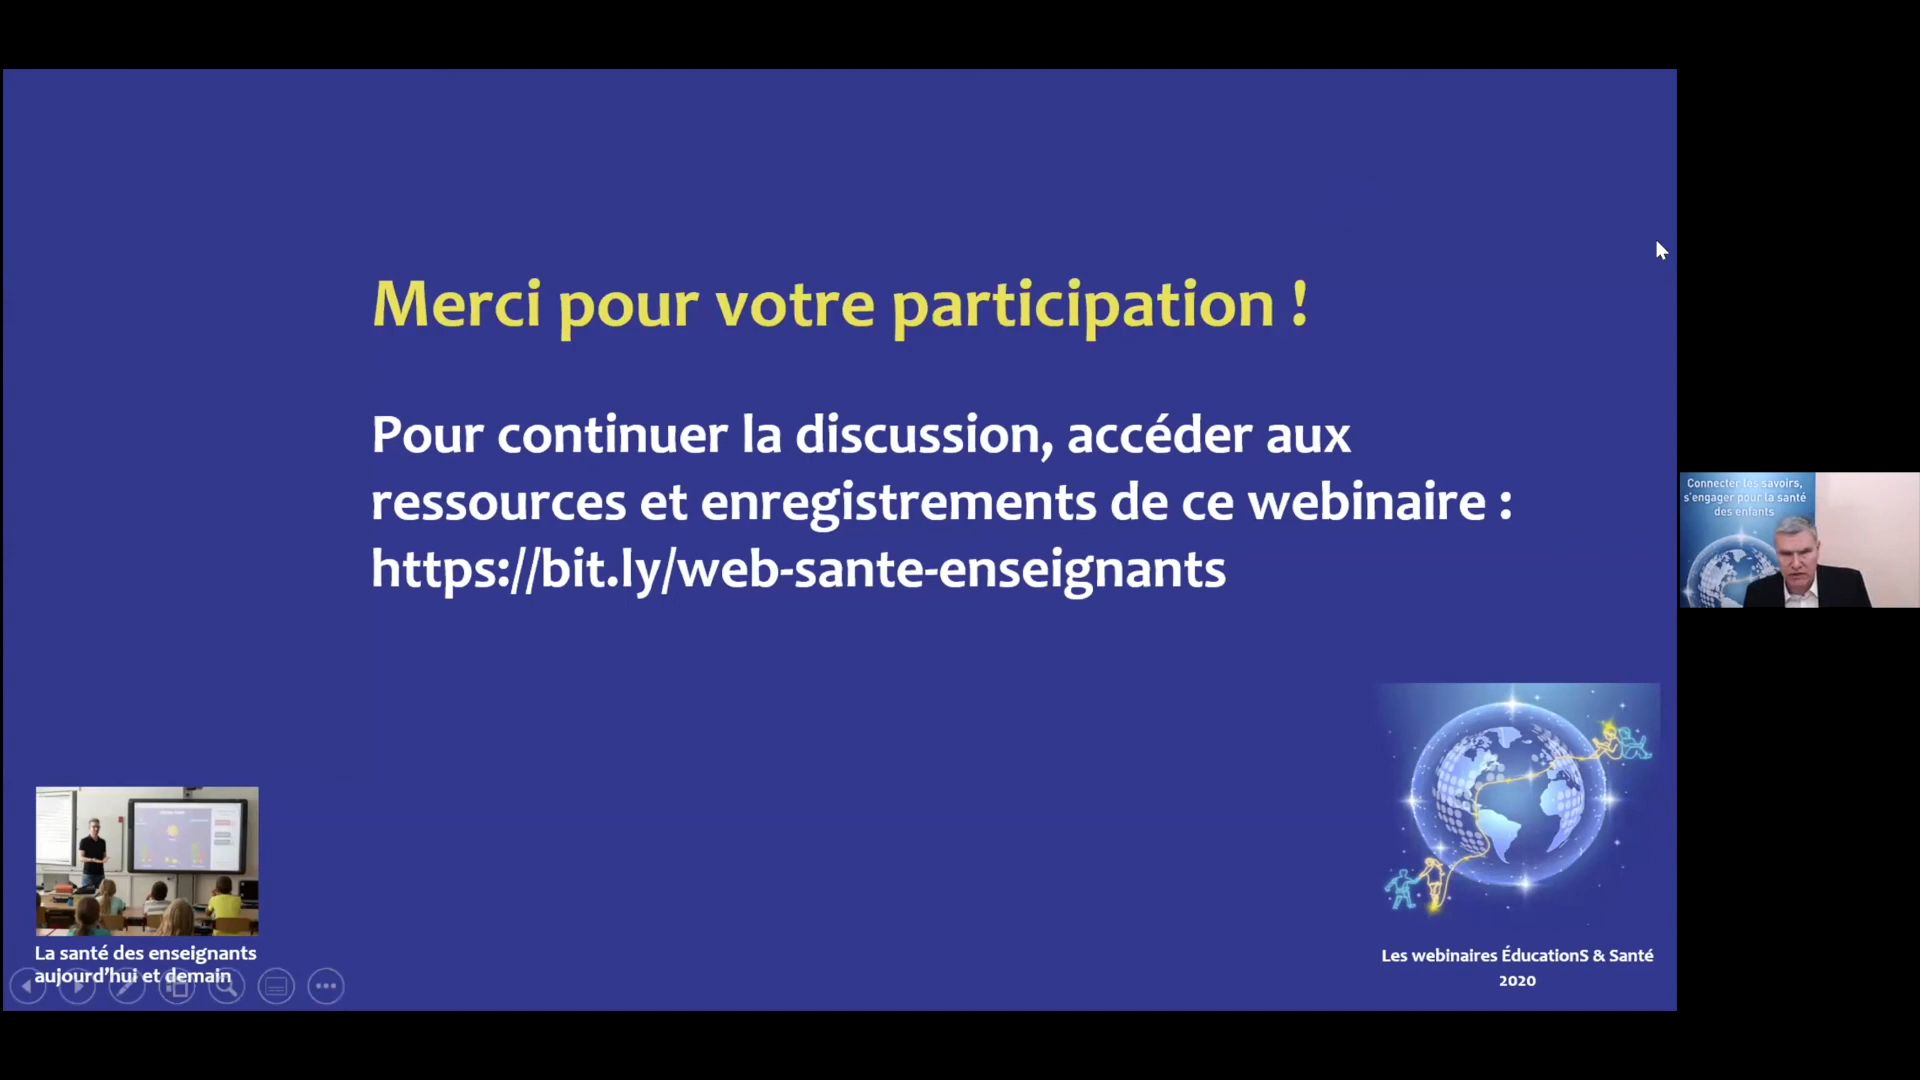 Merci pour votre participation !
Pour continuer la discussion, accéder aux
ressources et enregistrements de ce webinaire :
https://bit.ly/web-sante-enseignants
Connecter les savoirs,
s'engager pour la santé
des enfants
La santé des enseignants
aujourd'hui et demain
Les webinaires ÉducationS & Santé
2020